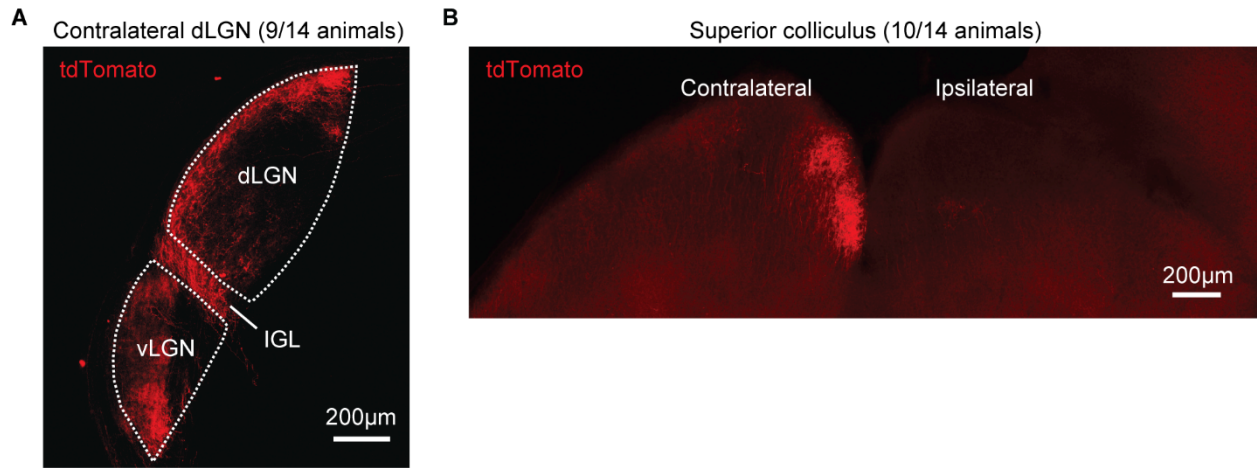 A
Contralateral dLGN (9/14 animals)
tdTomato
dLGN
IGL
vLGN
200µm
B
Superior colliculus (10/14 animals)
tdTomato
Contralateral
Ipsilateral
200µm